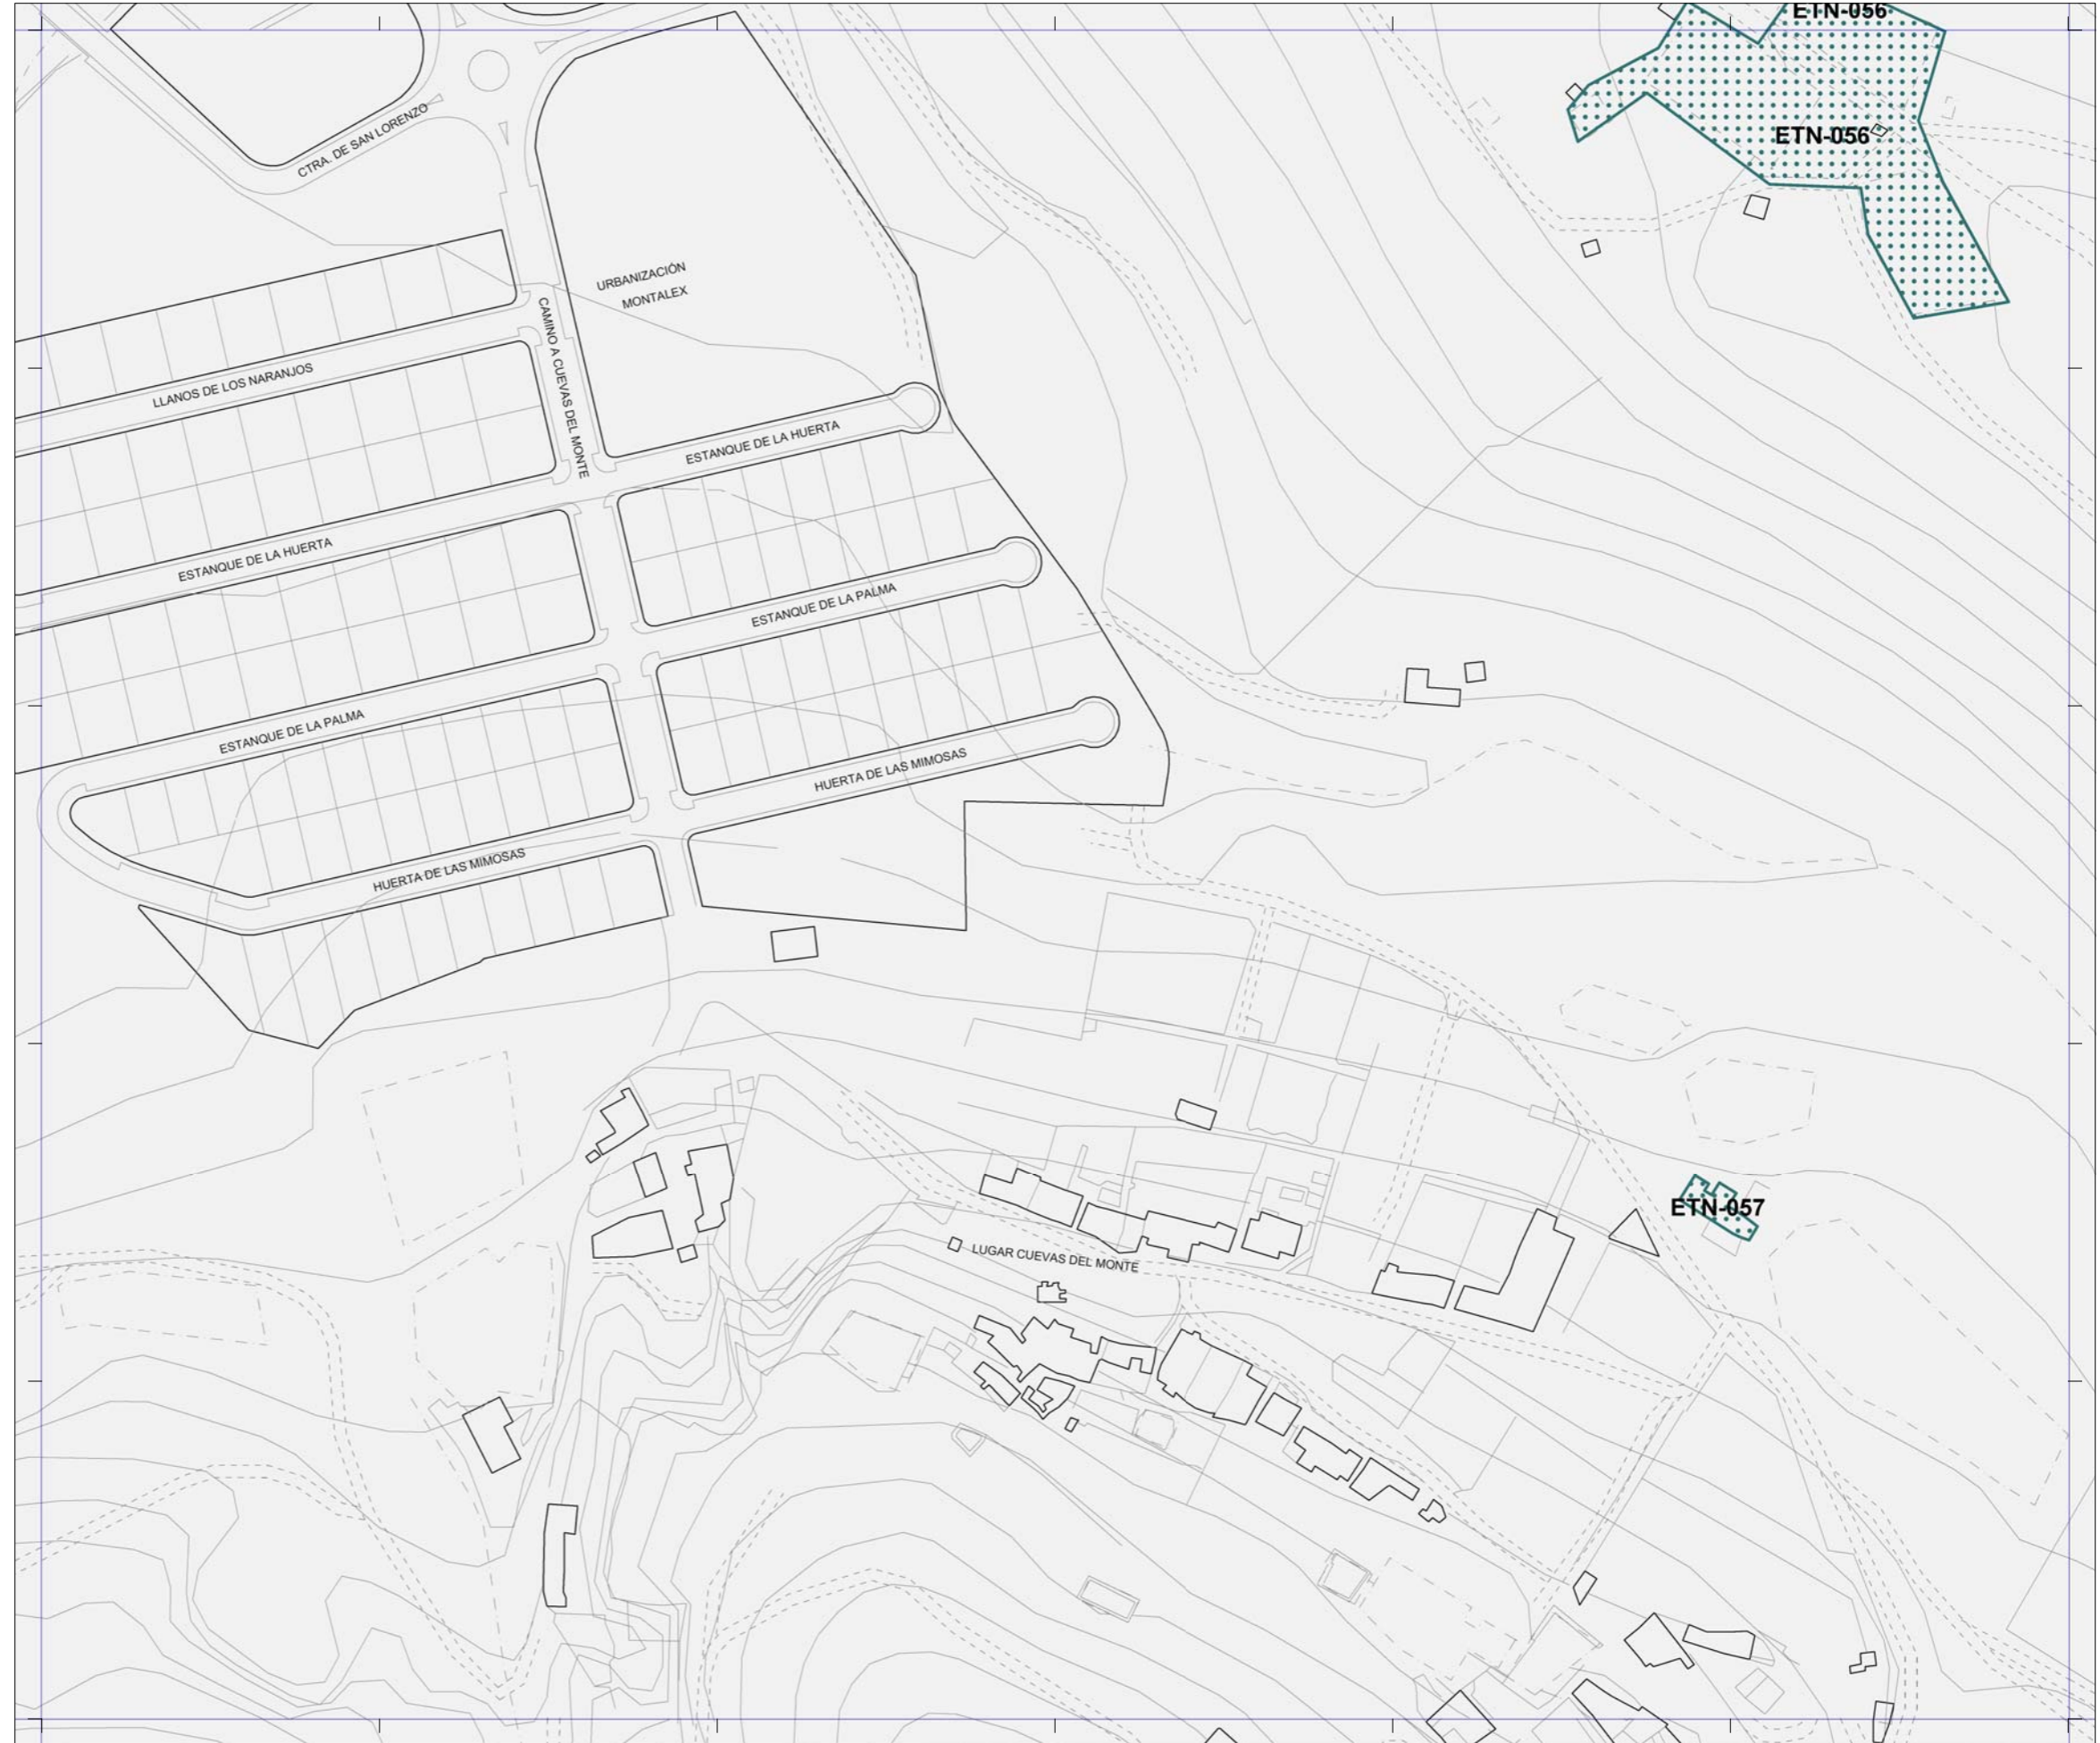 ETN-056
CTRA. DE SAN LORENZO
ETN-056
URBANIZACIÓN
MONTALEX
CAMINO A CUEVAS DEL MONTE
LLANOS DE LOS NARANJOS
ESTANQUE DE LA HUERTA
ESTANQUE DE LA HUERTA
ESTANQUE DE LA PALMA
ESTANQUE DE LA PALMA
HUERTA DE LAS MIMOSAS
HUERTA DE LAS MIMOSAS
ETN-057
LUGAR CUEVAS DEL MONTE